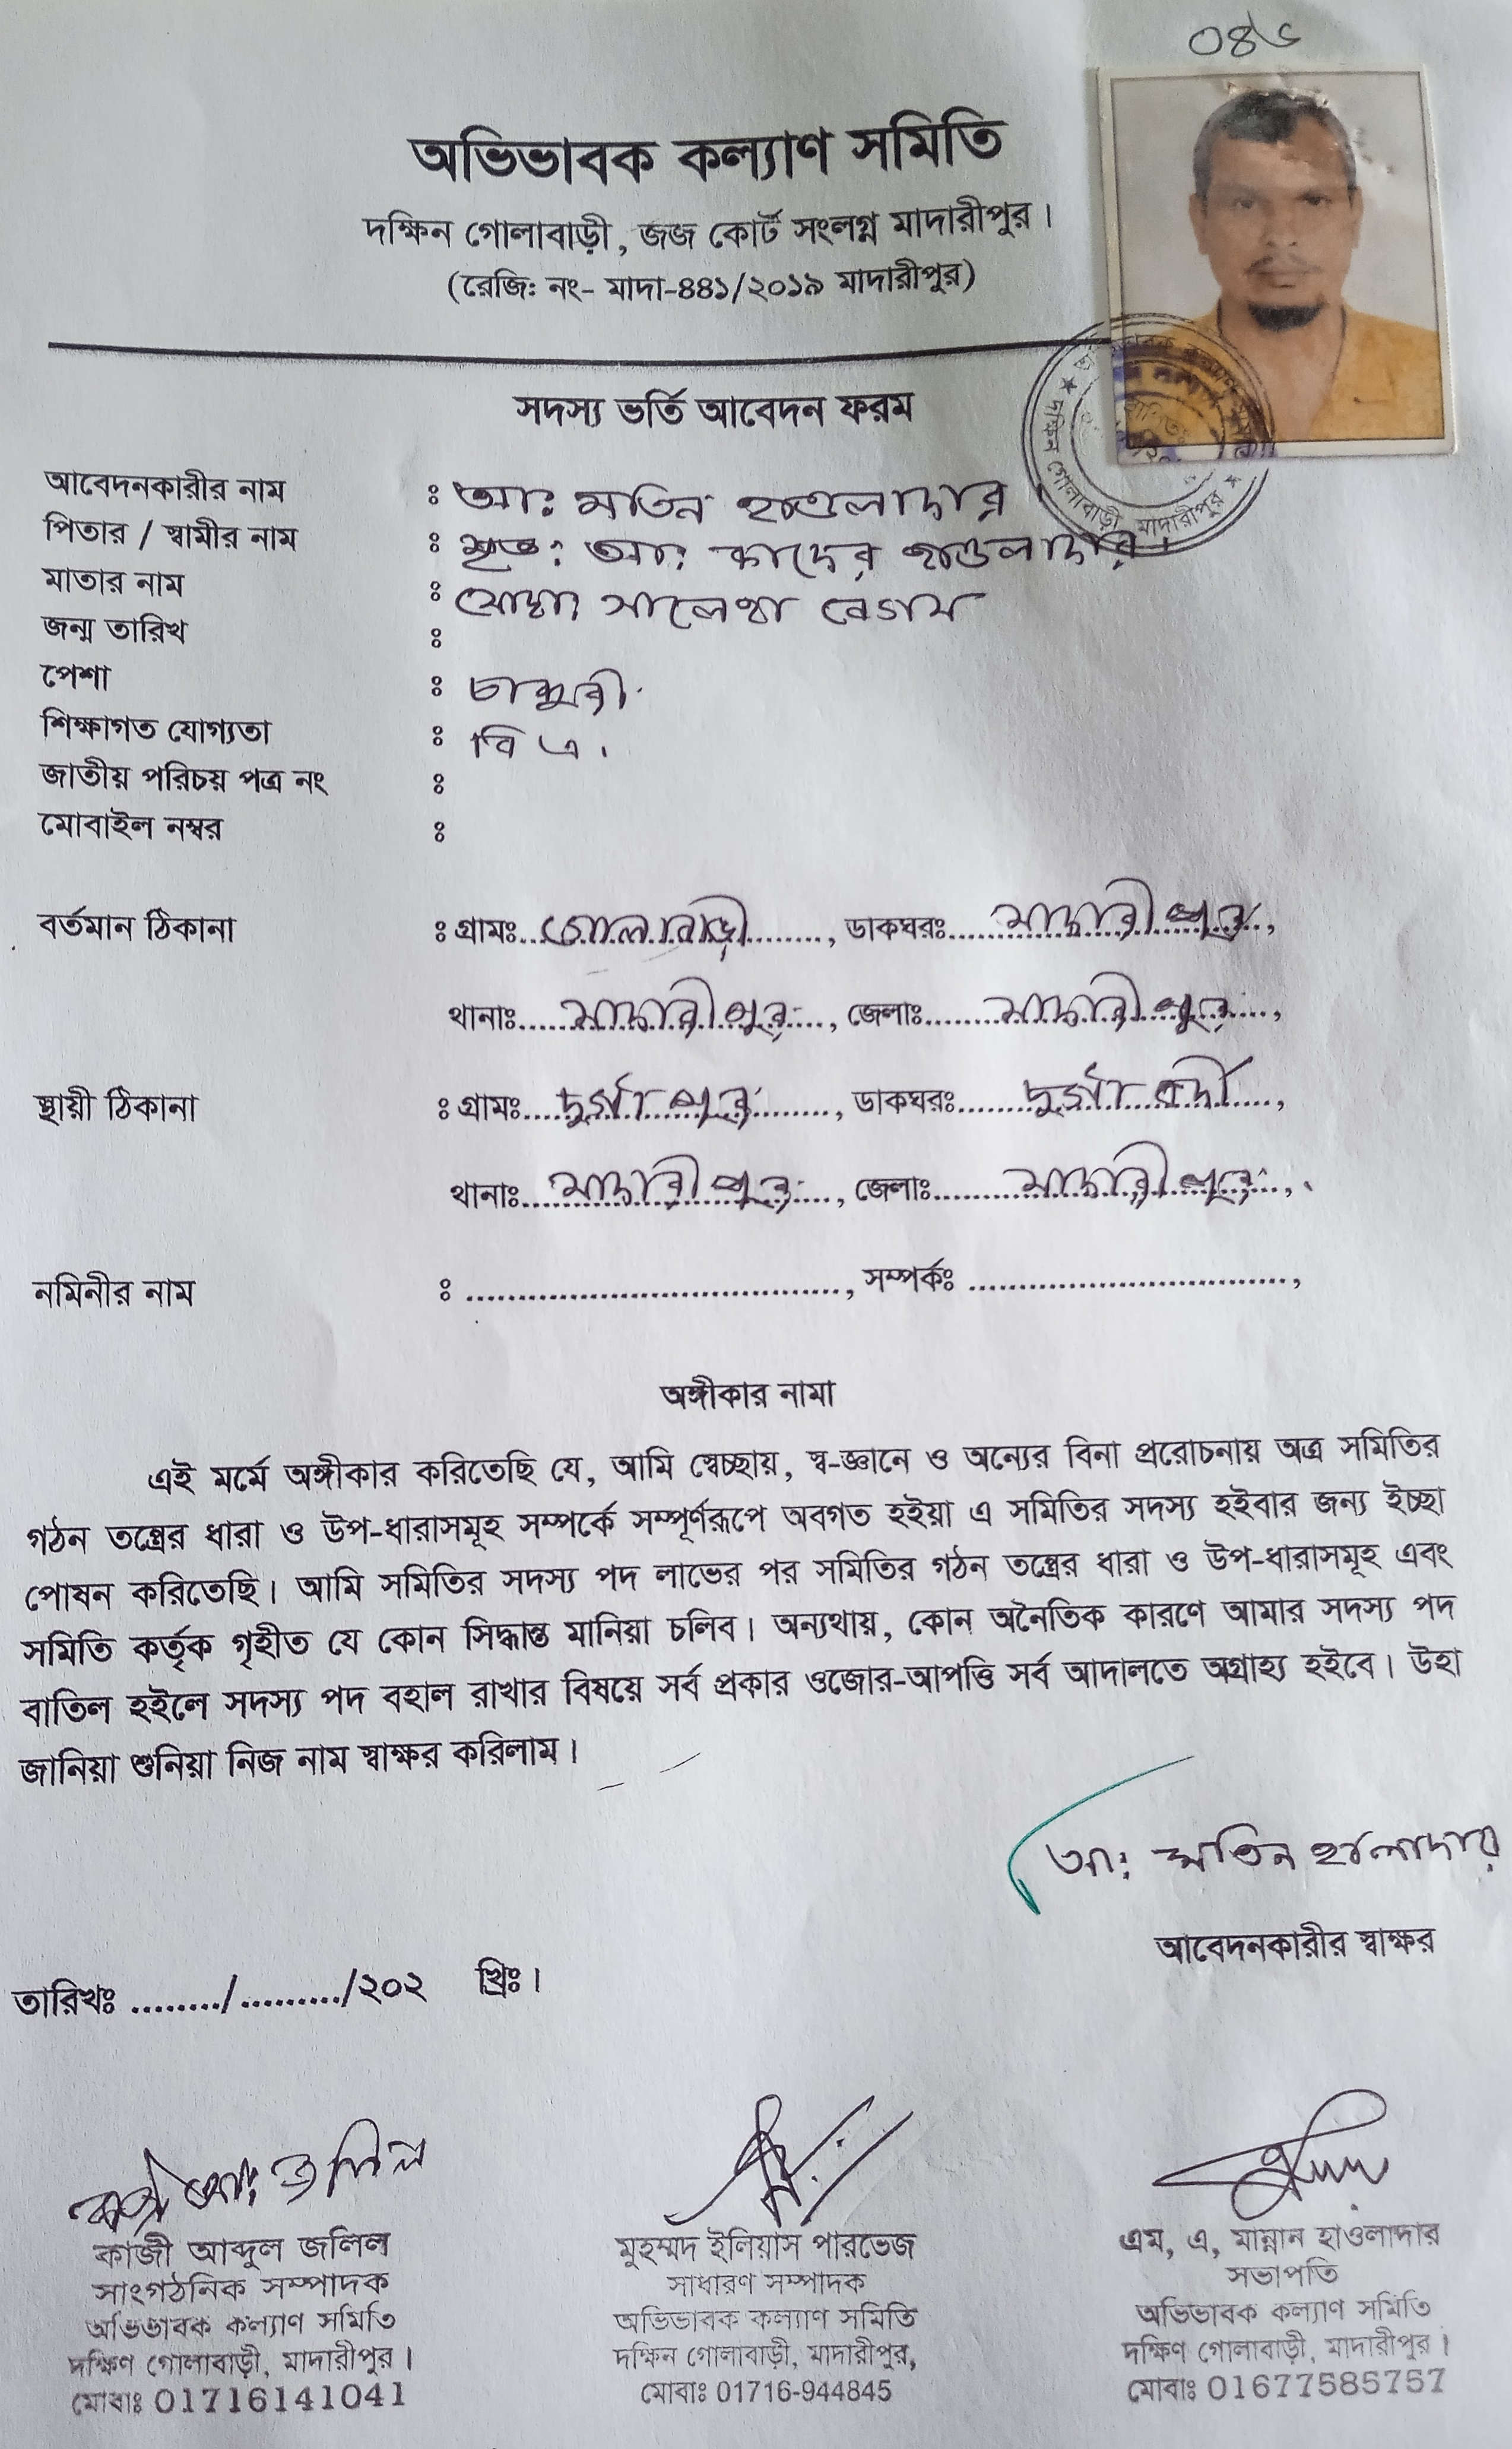 ০৪৬
অভিভাবক কল্যাণ সমিতি
দক্ষিন গোলাবাড়ী, জজ কোর্ট সংলগ্ন মাদারীপুর।
(রেজি: নং- মাদা-৪৪১/২০১৯ মাদারীপুর)
সদস্য ভর্তি আবেদন ফরম
আবেদনকারীর নাম : আঃ মতিন হাওলাদার
পিতার / স্বামীর নাম : মৃত: আঃ কাদের হাওলাদার।
মাতার নাম : মোসাঃ সালেখা বেগম
জন্ম তারিখ :
পেশা : চাকুরী
শিক্ষাগত যোগ্যতা : বি এ।
জাতীয় পরিচয় পত্র নং :
মোবাইল নম্বর :
বর্তমান ঠিকানা : গ্রামঃ গোলাবাড়ী, ডাকঘরঃ মাদারীপুর,
থানাঃ মাদারীপুর, জেলাঃ মাদারীপুর,
স্থায়ী ঠিকানা : গ্রামঃ দুর্গাপুর, ডাকঘরঃ দুর্গাবর্দী,
থানাঃ মাদারীপুর, জেলাঃ মাদারীপুর,
নমিনীর নাম : ...................................., সম্পর্কঃ ...............................,
অঙ্গীকার নামা
এই মর্মে অঙ্গীকার করিতেছি যে, আমি স্বেচ্ছায়, স্ব-জ্ঞানে ও অন্যের বিনা প্ররোচনায় অত্র সমিতির
গঠন তন্ত্রের ধারা ও উপ-ধারাসমূহ সম্পর্কে সম্পূর্ণরূপে অবগত হইয়া এ সমিতির সদস্য হইবার জন্য ইচ্ছা
পোষন করিতেছি। আমি সমিতির সদস্য পদ লাভের পর সমিতির গঠন তন্ত্রের ধারা ও উপ-ধারাসমূহ এবং
সমিতি কর্তৃক গৃহীত যে কোন সিদ্ধান্ত মানিয়া চলিব। অন্যথায়, কোন অনৈতিক কারণে আমার সদস্য পদ
বাতিল হইলে সদস্য পদ বহাল রাখার বিষয়ে সর্ব প্রকার ওজোর-আপত্তি সর্ব আদালতে অগ্রাহ্য হইবে। উহা
জানিয়া শুনিয়া নিজ নাম স্বাক্ষর করিলাম।
আঃ মতিন হাওলাদার
আবেদনকারীর স্বাক্ষর
তারিখঃ ......../........./২০২ খ্রিঃ।
কাজী আঃ জলিল
কাজী আব্দুল জলিল
সাংগঠনিক সম্পাদক
অভিভাবক কল্যাণ সমিতি
দক্ষিণ গোলাবাড়ী, মাদারীপুর।
মোবাঃ 01716141041
মুহম্মদ ইলিয়াস পারভেজ
সাধারণ সম্পাদক
অভিভাবক কল্যাণ সমিতি
দক্ষিন গোলাবাড়ী, মাদারীপুর,
মোবাঃ 01716-944845
এম, এ, মান্নান হাওলাদার
সভাপতি
অভিভাবক কল্যাণ সমিতি
দক্ষিণ গোলাবাড়ী, মাদারীপুর।
মোবাঃ 01677585757
দক্ষিন গোলাবাড়ী মাদারীপুর